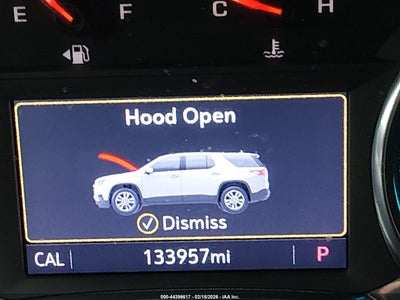 E F C H
Hood Open
Dismiss
CAL 133957mi P
000-44396617 - 02/18/2026 - IAA, Inc.